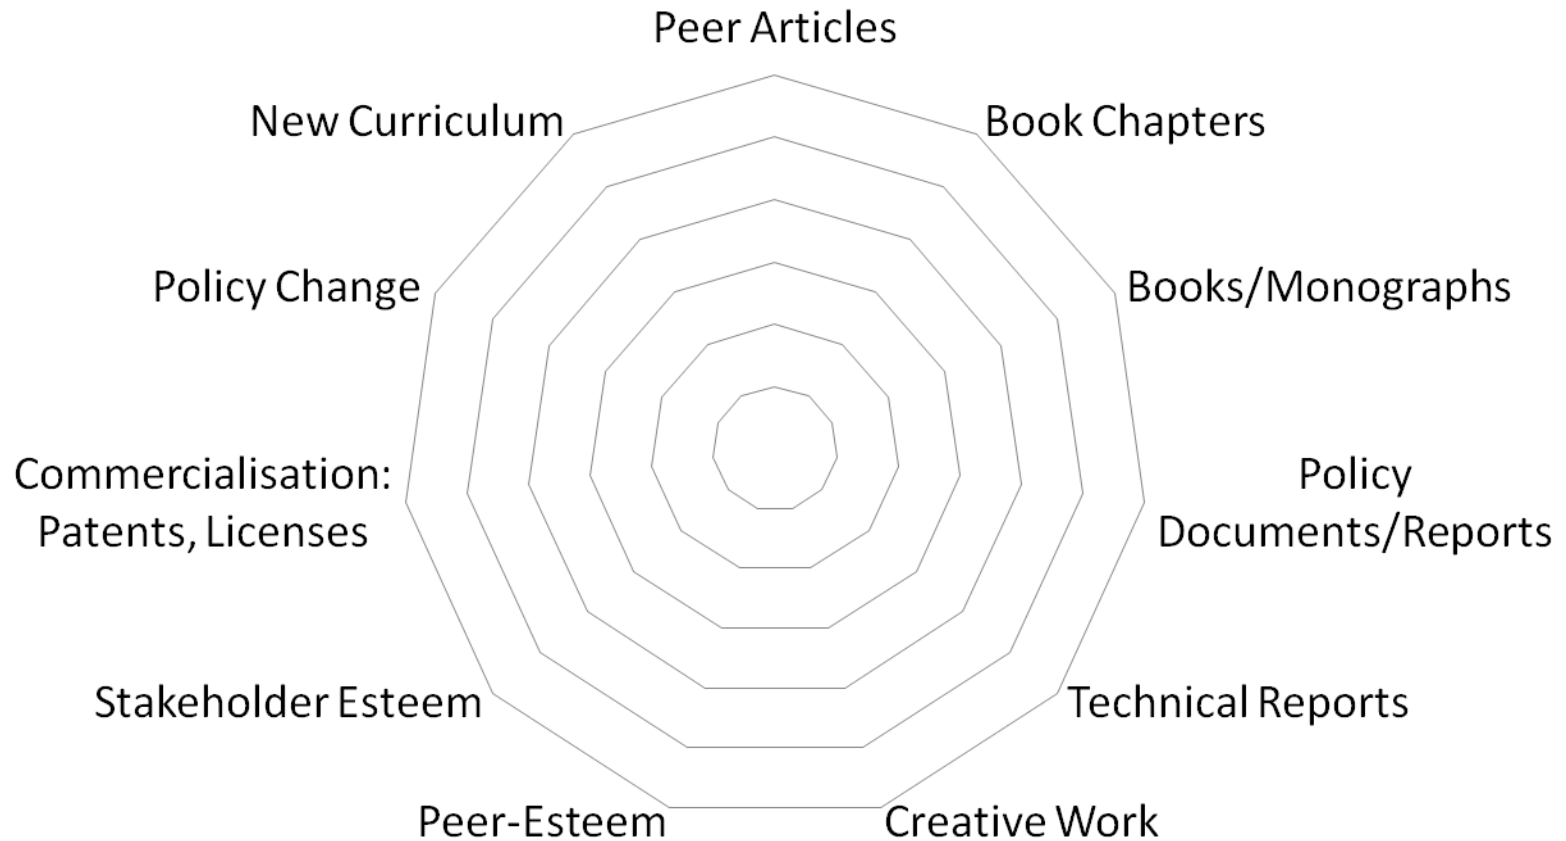 Peer Articles
New Curriculum
Book Chapters
Policy Change
Books/Monographs
Commercialisation:
Patents, Licenses
Policy
Documents/Reports
Stakeholder Esteem
Technical Reports
Peer-Esteem
Creative Work